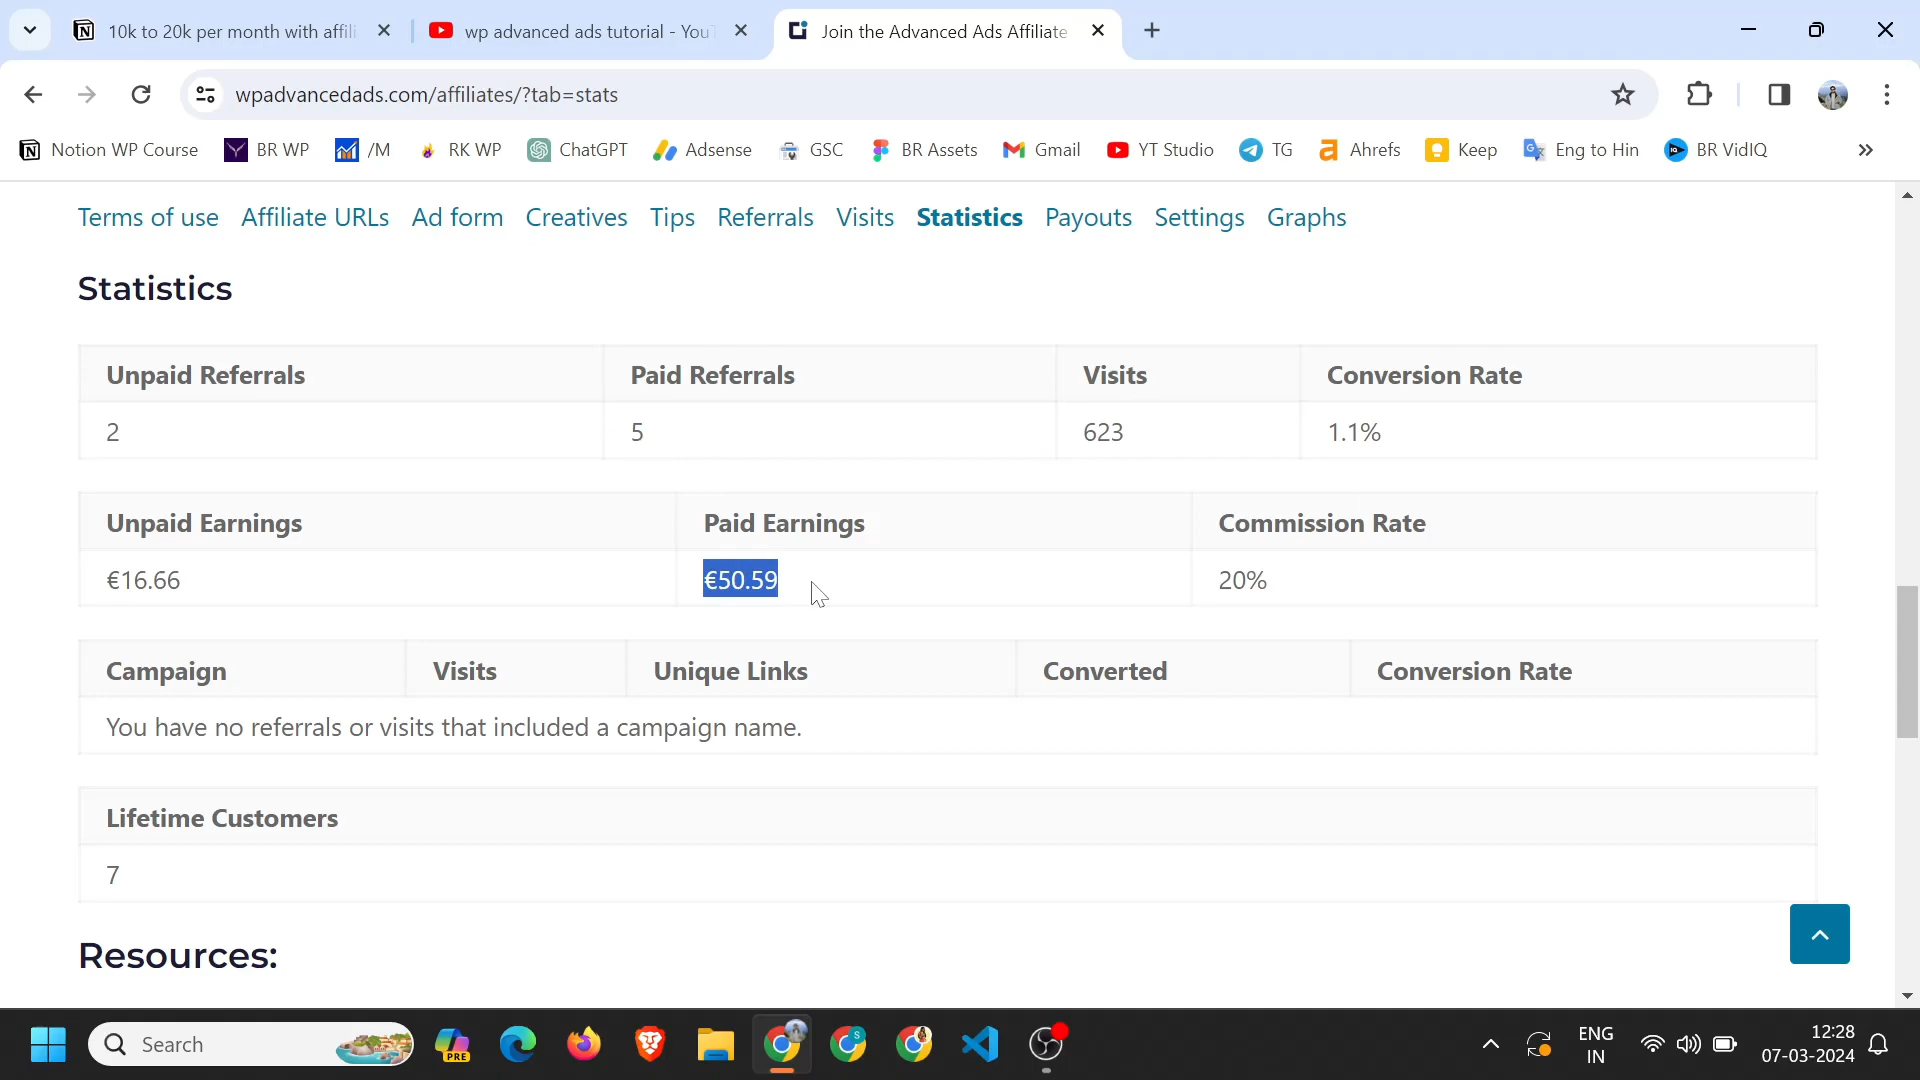 10k to 20k per month with affili
wp advanced ads tutorial - You
Join the Advanced Ads Affiliate
wpadvancedads.com/affiliates/?tab=stats
Notion WP Course BR WP /M RK WP ChatGPT Adsense GSC BR Assets Gmail YT Studio TG Ahrefs Keep Eng to Hin BR VidIQ
Terms of use Affiliate URLs Ad form Creatives Tips Referrals Visits Statistics Payouts Settings Graphs
Statistics
Unpaid Referrals Paid Referrals Visits Conversion Rate
2 5 623 1.1%
Unpaid Earnings Paid Earnings Commission Rate
€16.66 €50.59 20%
Campaign Visits Unique Links Converted Conversion Rate
You have no referrals or visits that included a campaign name.
Lifetime Customers
7
Resources:
Search
PRE
ENG
IN
12:28
07-03-2024